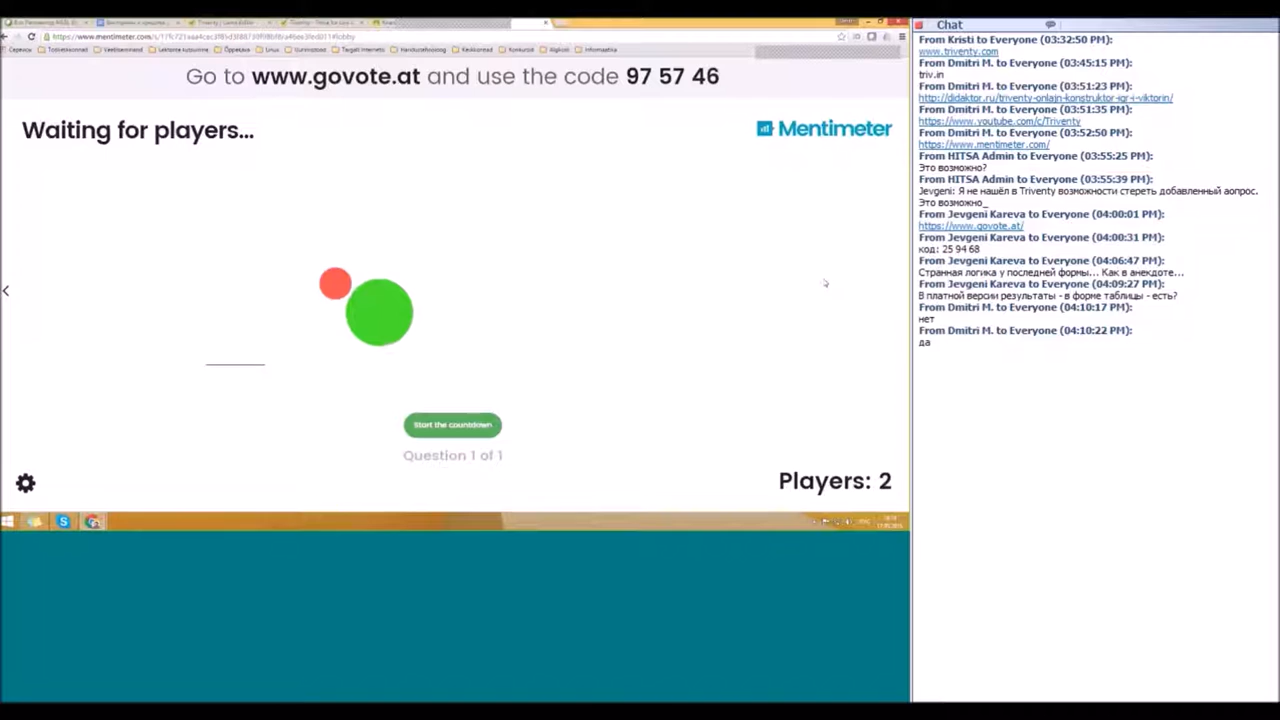 https://www.mentimeter.com/s/
Linux
Informaatika
Go to www.govote.at and use the code 97 57 46
Waiting for players...
Mentimeter
Start the countdown
Question 1 of 1
Players: 2
Chat
From Kristi to Everyone (03:32:50 PM):
www.triventy.com
From Dmitri M. to Everyone (03:45:15 PM):
triv.in
From Dmitri M. to Everyone (03:51:23 PM):
http://didaktor.ru/triventy-onlajn-konstruktor-igr-i-viktorin/
From Dmitri M. to Everyone (03:51:35 PM):
https://www.youtube.com/c/Triventy
From Dmitri M. to Everyone (03:52:50 PM):
https://www.mentimeter.com/
From HITSA Admin to Everyone (03:55:25 PM):
Это возможно?
From HITSA Admin to Everyone (03:55:39 PM):
Jevgeni: Я не нашёл в Triventy возможности стереть добавленный аопрос.
Это возможно_
From Jevgeni Kareva to Everyone (04:00:01 PM):
https://www.govote.at/
From Jevgeni Kareva to Everyone (04:00:31 PM):
код: 25 94 68
From Jevgeni Kareva to Everyone (04:06:47 PM):
Странная логика у последней формы... Как в анекдоте...
From Jevgeni Kareva to Everyone (04:09:27 PM):
В платной версии результаты - в форме таблицы - есть?
From Dmitri M. to Everyone (04:10:17 PM):
нет
From Dmitri M. to Everyone (04:10:22 PM):
да